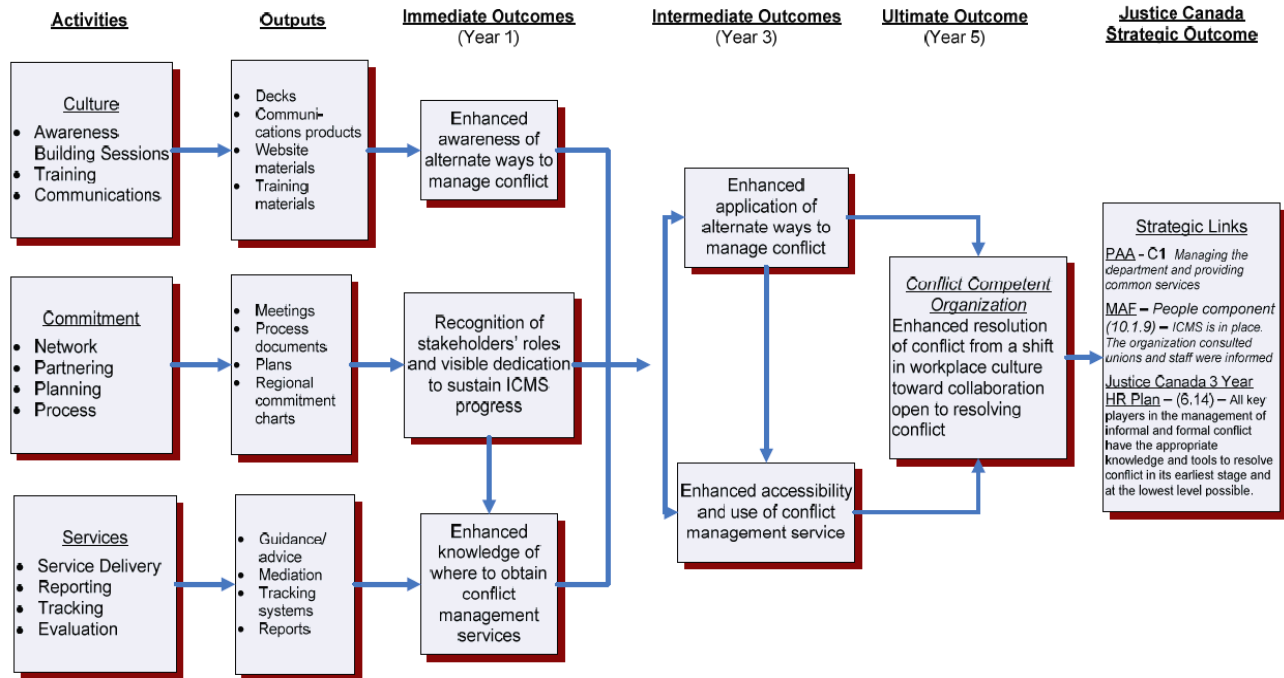 Activities
Outputs
Immediate Outcomes
(Year 1)
Intermediate Outcomes
(Year 3)
Ultimate Outcome
(Year 5)
Justice Canada
Strategic Outcome
Culture
• Awareness
Building Sessions
• Training
• Communications
• Decks
• Communi-
cations products
• Website
materials
• Training
materials
Enhanced
awareness of
alternate ways to
manage conflict
Commitment
• Network
• Partnering
• Planning
• Process
• Meetings
• Process
documents
• Plans
• Regional
commitment
charts
Recognition of
stakeholders' roles
and visible dedication
to sustain ICMS
progress
Services
• Service Delivery
• Reporting
• Tracking
• Evaluation
• Guidance/
advice
• Mediation
• Tracking
systems
• Reports
Enhanced
knowledge of
where to obtain
conflict
management
services
Enhanced
application of
alternate ways to
manage conflict
Enhanced accessibility
and use of conflict
management service
Conflict Competent
Organization
Enhanced resolution
of conflict from a shift
in workplace culture
toward collaboration
open to resolving
conflict
Strategic Links
PAA - C1 Managing the
department and providing
common services
MAF – People component
(10.1.9) – ICMS is in place.
The organization consulted
unions and staff were informed
Justice Canada 3 Year
HR Plan – (6.14) – All key
players in the management of
informal and formal conflict
have the appropriate
knowledge and tools to resolve
conflict in its earliest stage and
at the lowest level possible.